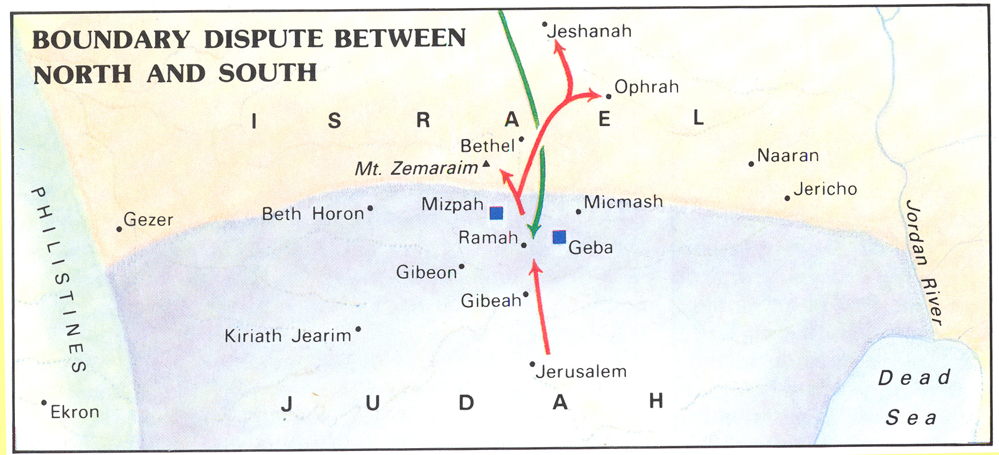 BOUNDARY DISPUTE BETWEEN
NORTH AND SOUTH
Jeshanah
Ophrah
I S R A E L
Bethel
Mt. Zemaraim
Naaran
Jericho
Mizpah
Micmash
Beth Horon
Gezer
Ramah
Geba
Gibeon
Gibeah
Kiriath Jearim
Jerusalem
J U D A H
Ekron
PHILISTINES
Jordan River
Dead
Sea